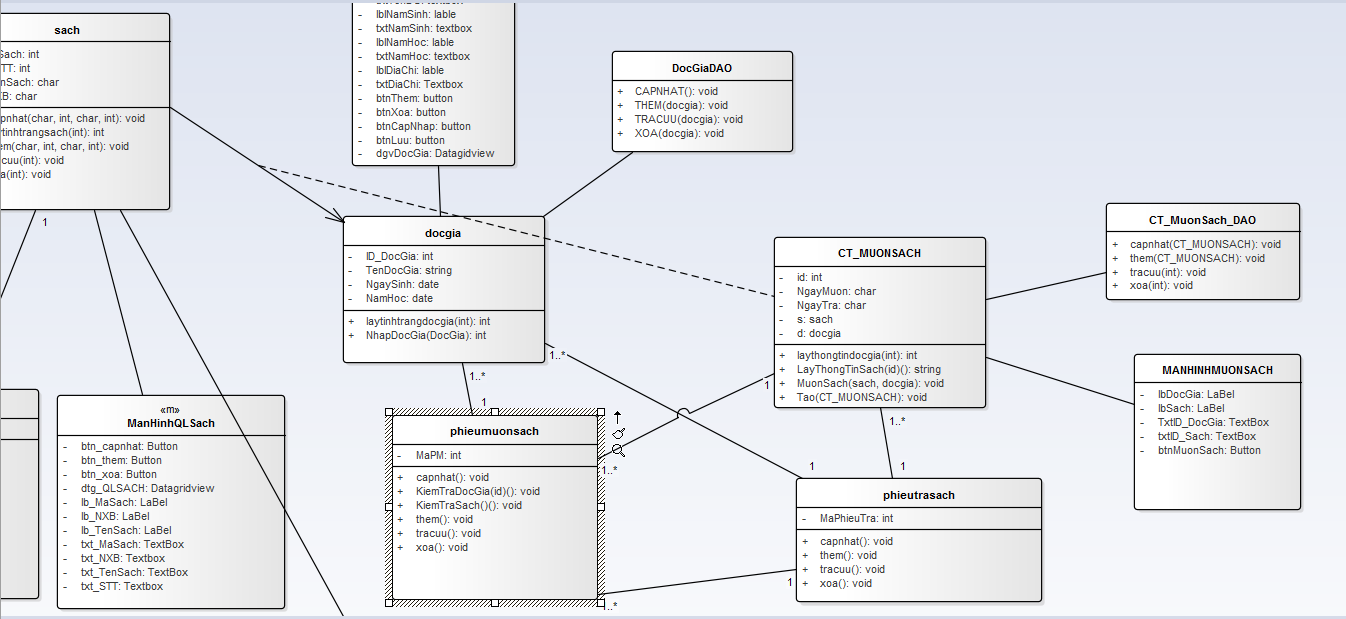 sach
Sach: int
TT: int
nSach: char
XB: char
pnhat(char, int, char, int): void
ytinhtrangsach(int): int
em(char, int, char, int): void
cuu(int): void
a(int): void
1
- lblNamSinh: lable
- txtNamSinh: textbox
- lblNamHoc: lable
- txtNamHoc: textbox
- lblDiaChi: lable
- txtDiaChi: Textbox
- btnThem: button
- btnXoa: button
- btnCapNhap: button
- btnLuu: button
- dgvDocGia: Datagidview
DocGiaDAO
+ CAPNHAT(): void
+ THEM(docgia): void
+ TRACUU(docgia): void
+ XOA(docgia): void
docgia
- ID_DocGia: int
- TenDocGia: string
- NgaySinh: date
- NamHoc: date
+ laytinhtrangdocgia(int): int
+ NhapDocGia(DocGia): int
1..*
1..*
1
CT_MUONSACH
- id: int
- NgayMuon: char
- NgayTra: char
- s: sach
- d: docgia
+ laythongtindocgia(int): int
+ LayThongTinSach(id)(): string
+ MuonSach(sach, docgia): void
+ Tao(CT_MUONSACH): void
1
1..*
1
1
CT_MuonSach_DAO
+ capnhat(CT_MUONSACH): void
+ them(CT_MUONSACH): void
+ tracuu(int): void
+ xoa(int): void
MANHINHMUONSACH
- lbDocGia: LaBel
- lbSach: LaBel
- TxtID_DocGia: TextBox
- txtID_Sach: TextBox
- btnMuonSach: Button
«m»
ManHinhQLSach
- btn_capnhat: Button
- btn_them: Button
- btn_xoa: Button
- dtg_QLSACH: Datagridview
- lb_MaSach: LaBel
- lb_NXB: LaBel
- lb_TenSach: LaBel
- txt_MaSach: TextBox
- txt_NXB: Textbox
- txt_TenSach: TextBox
- txt_STT: Textbox
phieumuonsach
- MaPM: int
+ capnhat(): void
+ KiemTraDocGia(id)(): void
+ KiemTraSach()(): void
+ them(): void
+ tracuu(): void
+ xoa(): void
1..*
1..*
1
phieutrasach
- MaPhieuTra: int
+ capnhat(): void
+ them(): void
+ tracuu(): void
+ xoa(): void